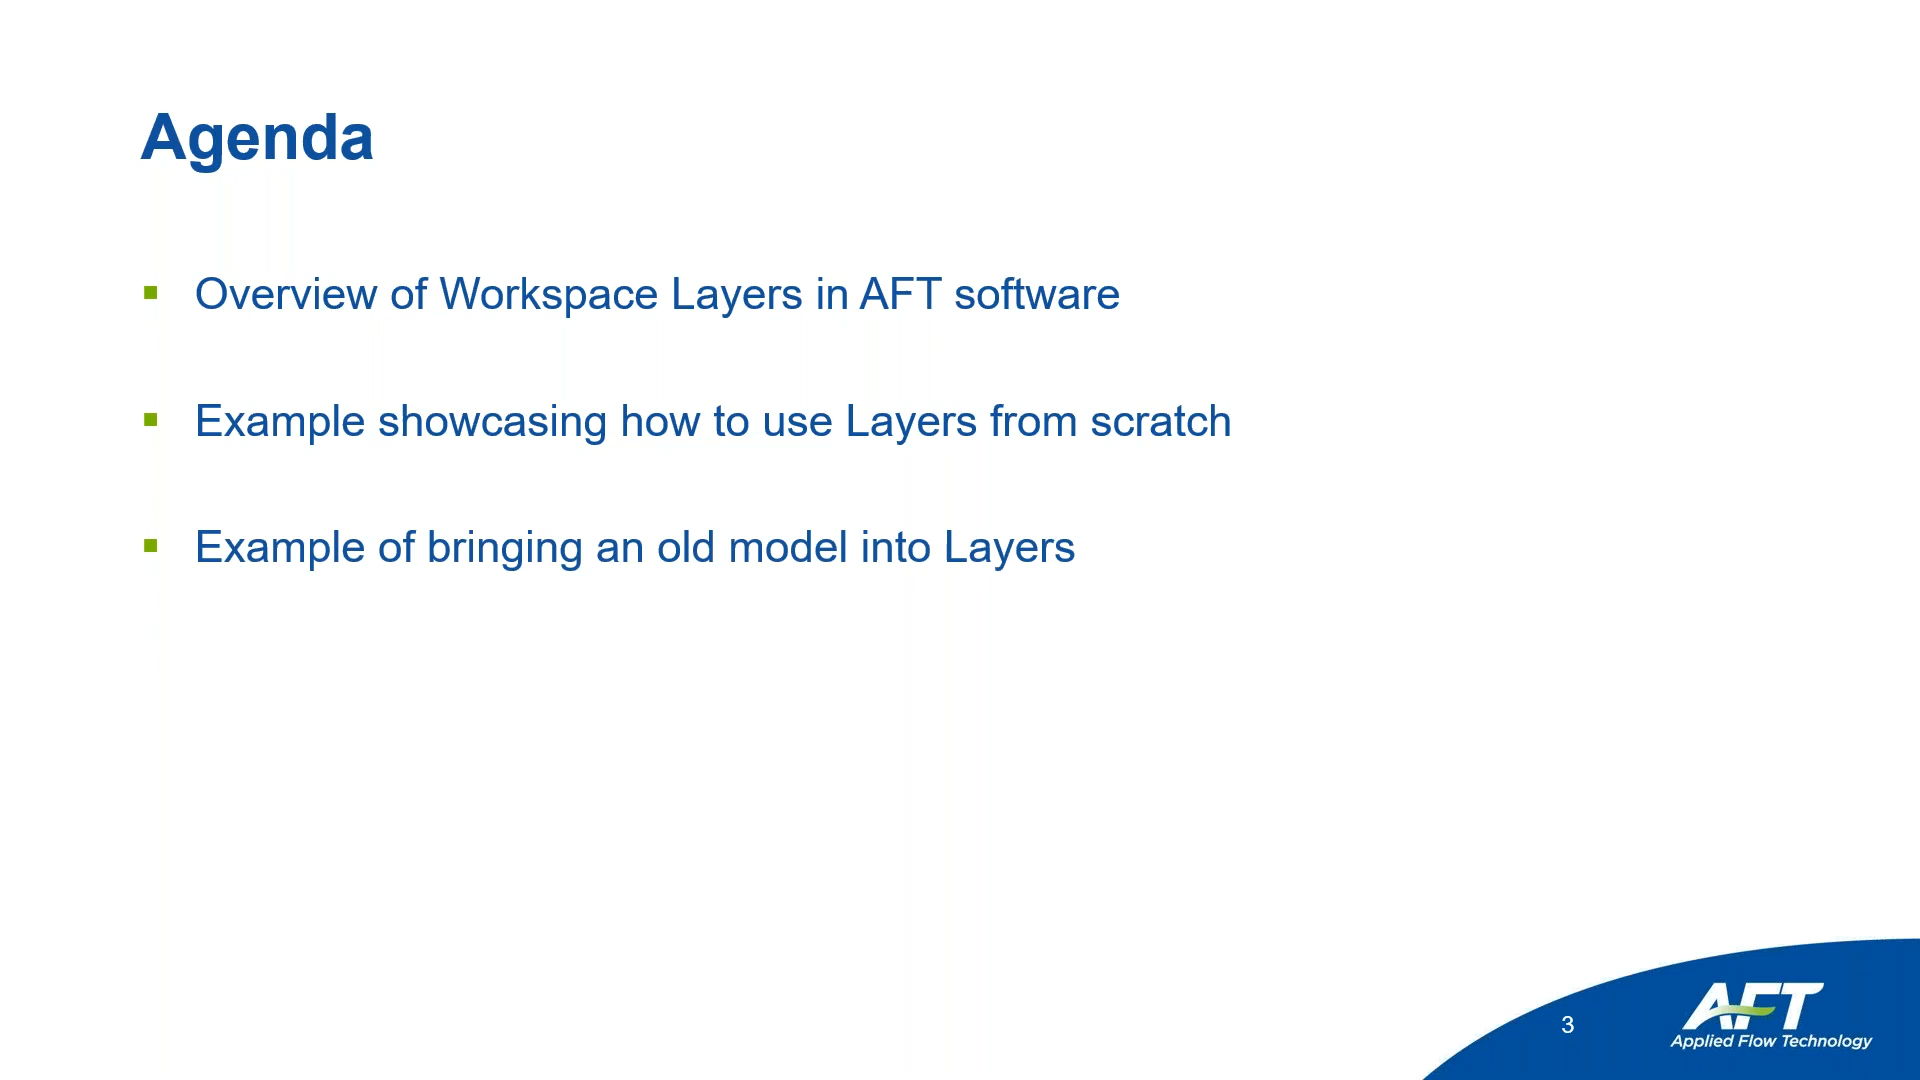 Agenda
Overview of Workspace Layers in AFT software
Example showcasing how to use Layers from scratch
Example of bringing an old model into Layers
3
AFT
Applied Flow Technology